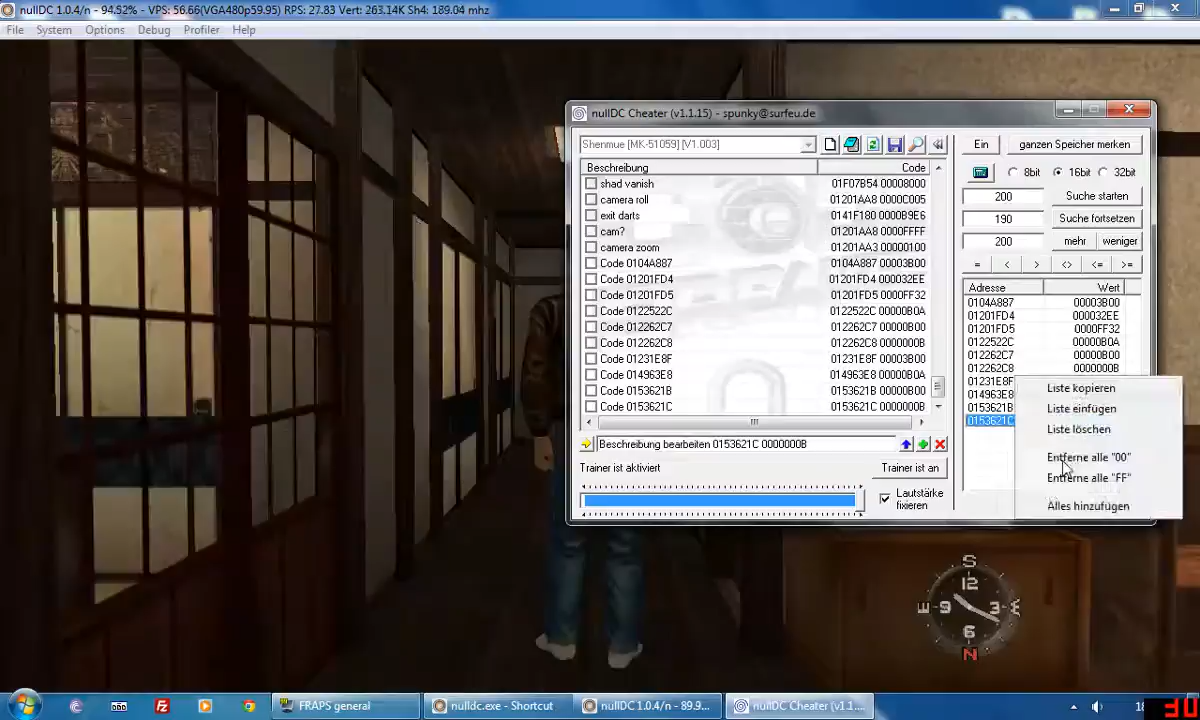 nullDC 1.0.4/n - 94.52% - VPS: 56.66(VGA480p59.95) RPS: 27.83 Vert: 263.14K Sh4: 189.04 mhz
File System Options Debug Profiler Help
nullDC Cheater (v1.1.15) - spunky@surfeu.de
Shenmue [MK-51059] [V1.003]
Beschreibung Code
shad vanish 01F07B54 00008000
camera roll 01201AA8 0000C005
exit darts 0141F180 0000B9E6
cam? 01201AA8 0000FFFF
camera zoom 01201AA3 00000100
Code 0104A887 0104A887 00003B00
Code 01201FD4 01201FD4 000032EE
Code 01201FD5 01201FD5 0000FF32
Code 0122522C 0122522C 00000B0A
Code 012262C7 012262C7 00000B00
Code 012262C8 012262C8 0000000B
Code 01231E8F 01231E8F 00003B00
Code 014963E8 014963E8 00000B0A
Code 0153621B 0153621B 00000B00
Code 0153621C 0153621C 0000000B
Beschreibung bearbeiten 0153621C 0000000B
Trainer ist aktiviert Trainer ist an
Lautstärke
fixieren
Ein ganzen Speicher merken
8bit 16bit 32bit
200 Suche starten
190 Suche fortsetzen
200 mehr weniger
= < > <> <= >=
Adresse Wert
0104A887 00003B00
01201FD4 000032EE
01201FD5 0000FF32
0122522C 00000B0A
012262C7 00000B00
012262C8 0000000B
01231E8F
014963E8
0153621B
0153621C
Liste kopieren
Liste einfügen
Liste löschen
Entferne alle "00"
Entferne alle "FF"
Alles hinzufügen
S
12
9 3
6
N
FRAPS general
nulldc.exe - Shortcut
nullDC 1.0.4/n - 89.9...
nullDC Cheater (v1.1....
30